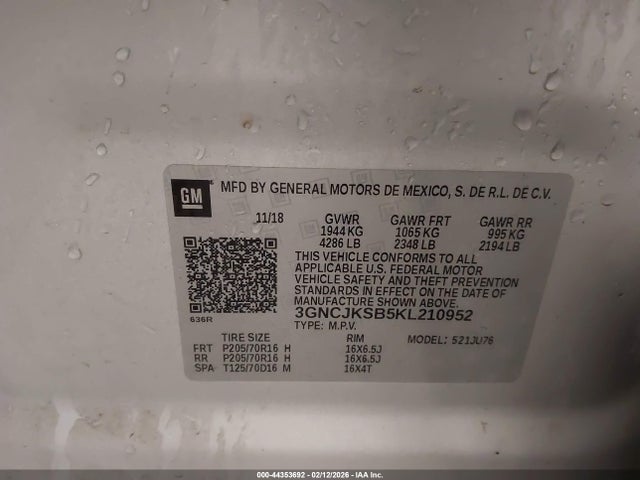 GM
MFD BY GENERAL MOTORS DE MEXICO, S. DE R.L. DE C.V.
11/18 GVWR GAWR FRT GAWR RR
1944 KG 1065 KG 995 KG
4286 LB 2348 LB 2194 LB
THIS VEHICLE CONFORMS TO ALL
APPLICABLE U.S. FEDERAL MOTOR
VEHICLE SAFETY AND THEFT PREVENTION
STANDARDS IN EFFECT ON THE DATE OF
MANUFACTURE SHOWN ABOVE.
3GNCJKSB5KL210952
636R
TYPE: M.P.V.
TIRE SIZE RIM MODEL: 521JU76
FRT P205/70R16 H 16X6.5J
RR P205/70R16 H 16X6.5J
SPA T125/70D16 M 16X4T
000-44353692 - 02/12/2026 - IAA Inc.